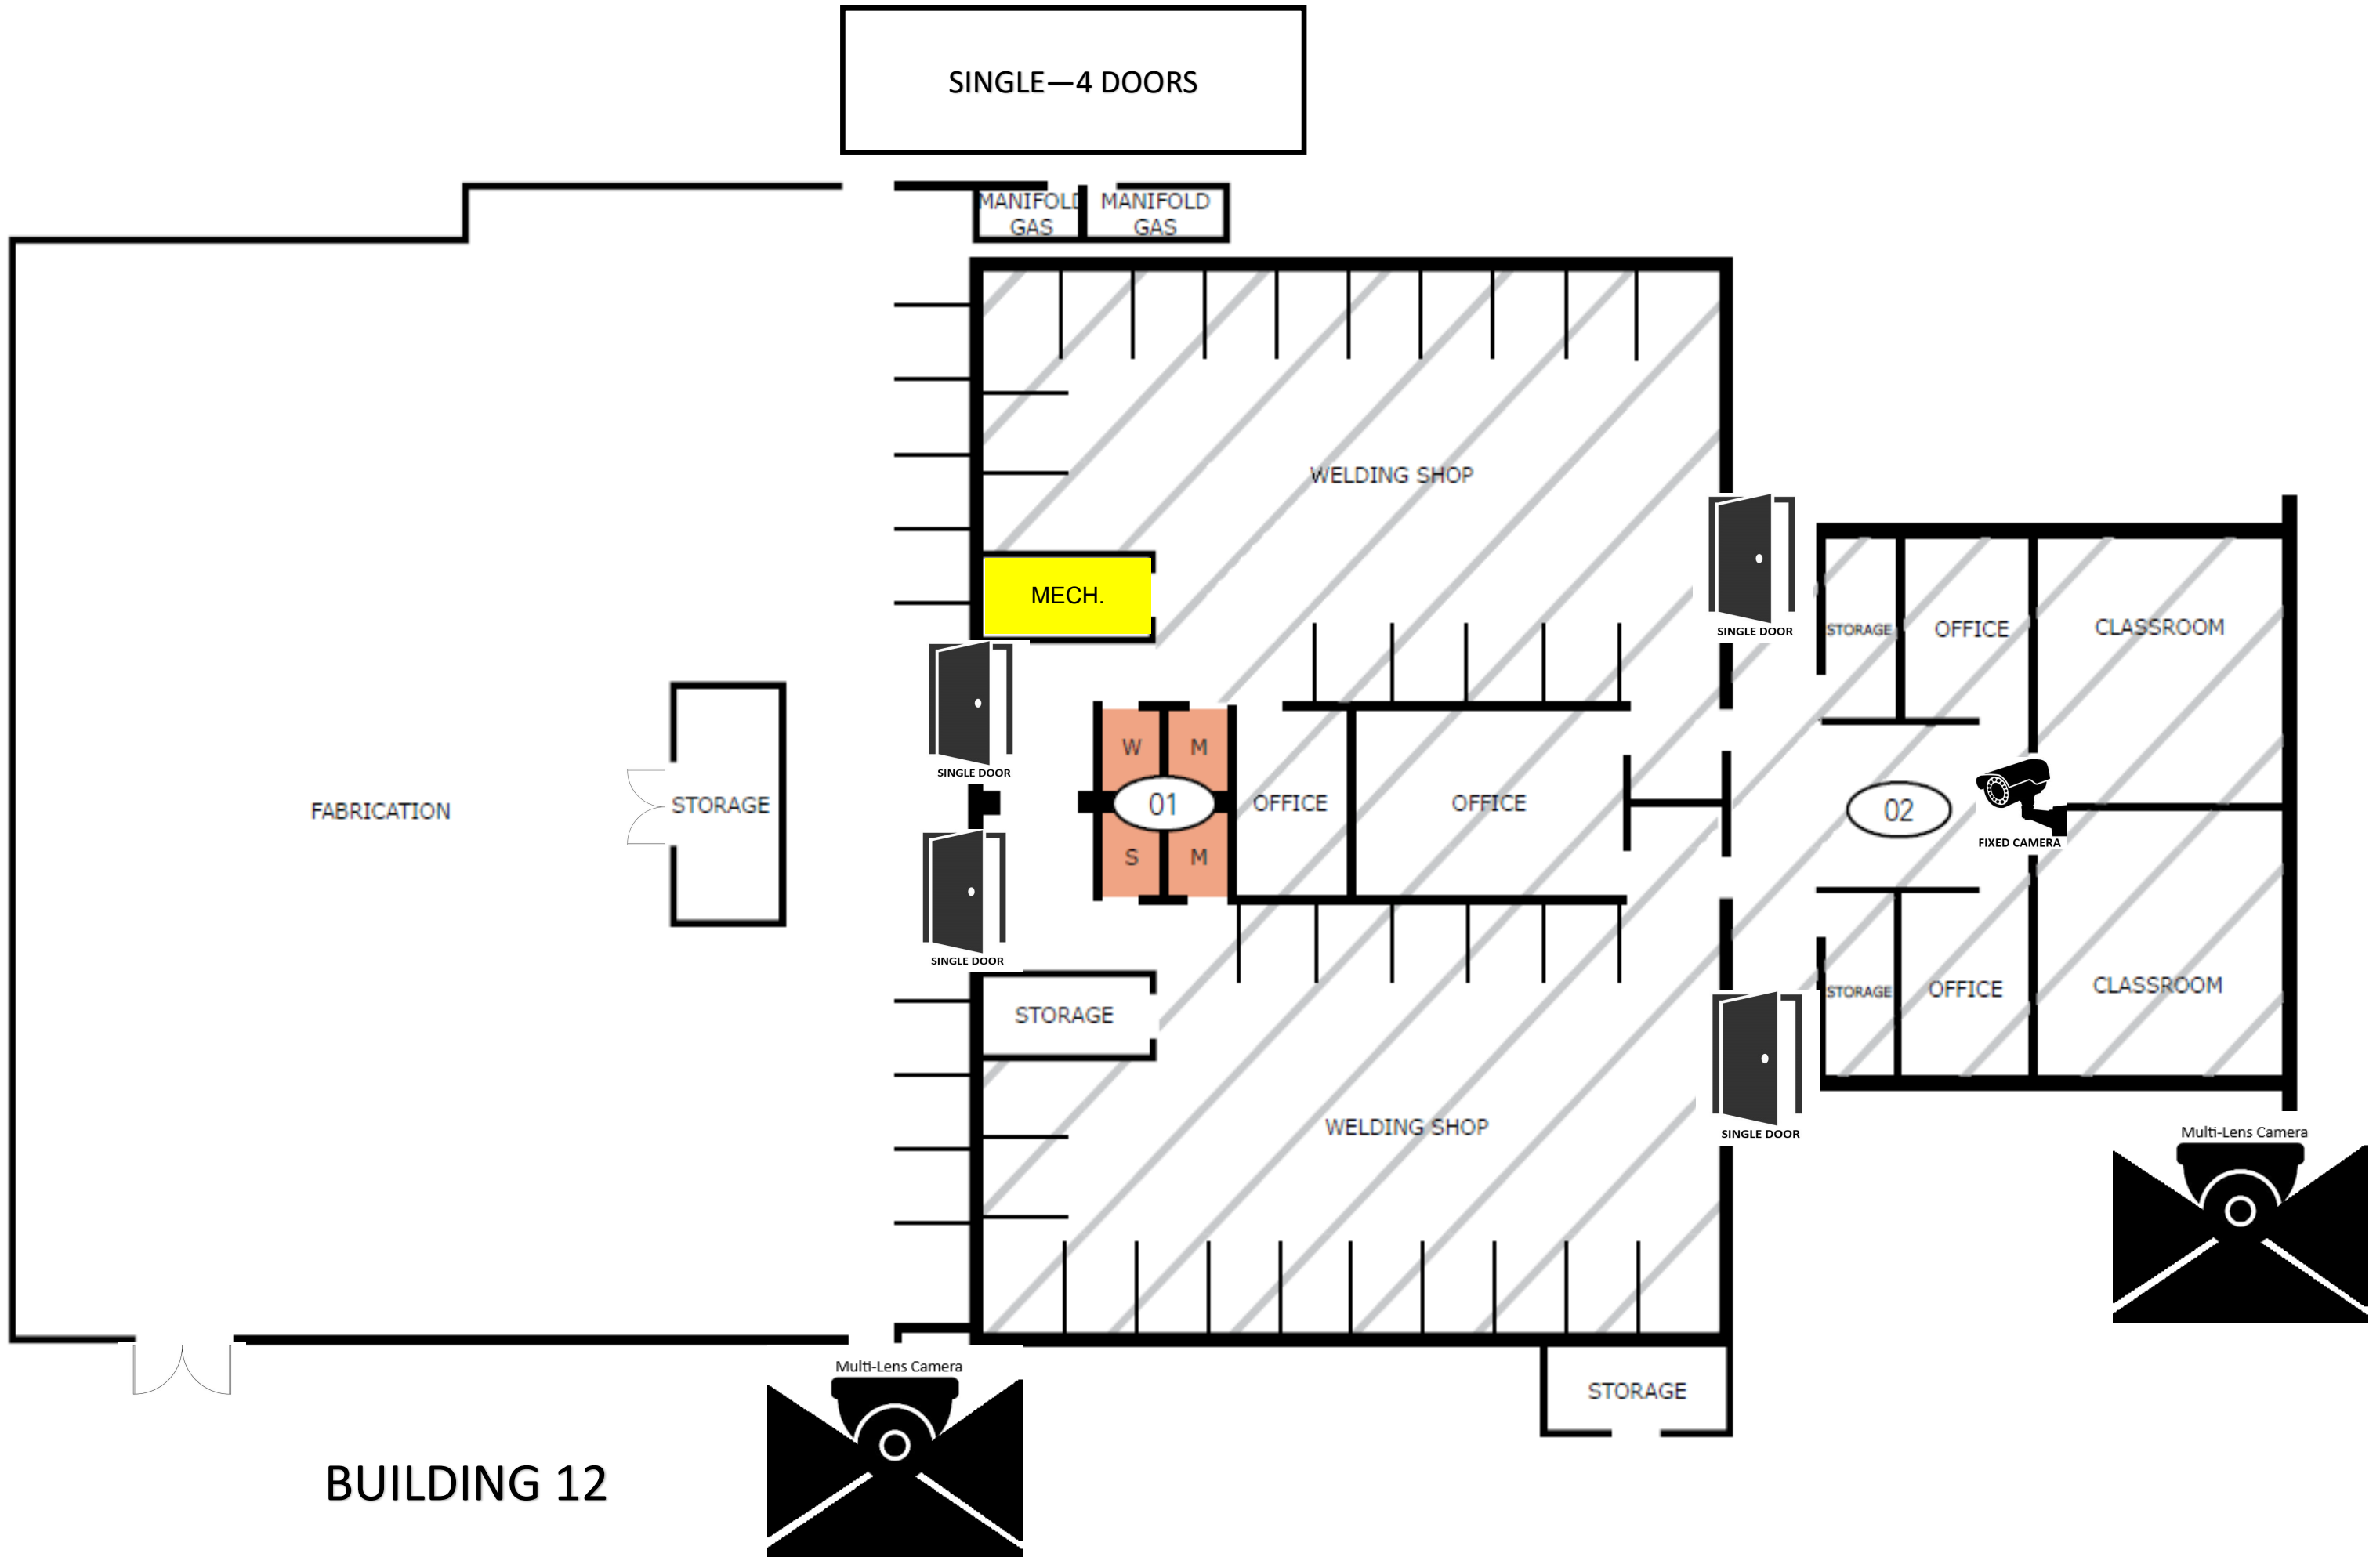 SINGLE—4 DOORS
MANIFOLD
GAS
MANIFOLD
GAS
WELDING SHOP
MECH.
SINGLE DOOR
STORAGE
OFFICE
CLASSROOM
SINGLE DOOR
W
M
FABRICATION
STORAGE
01
OFFICE
OFFICE
02
FIXED CAMERA
S
M
SINGLE DOOR
STORAGE
STORAGE
OFFICE
CLASSROOM
WELDING SHOP
SINGLE DOOR
Multi-Lens Camera
Multi-Lens Camera
STORAGE
BUILDING 12